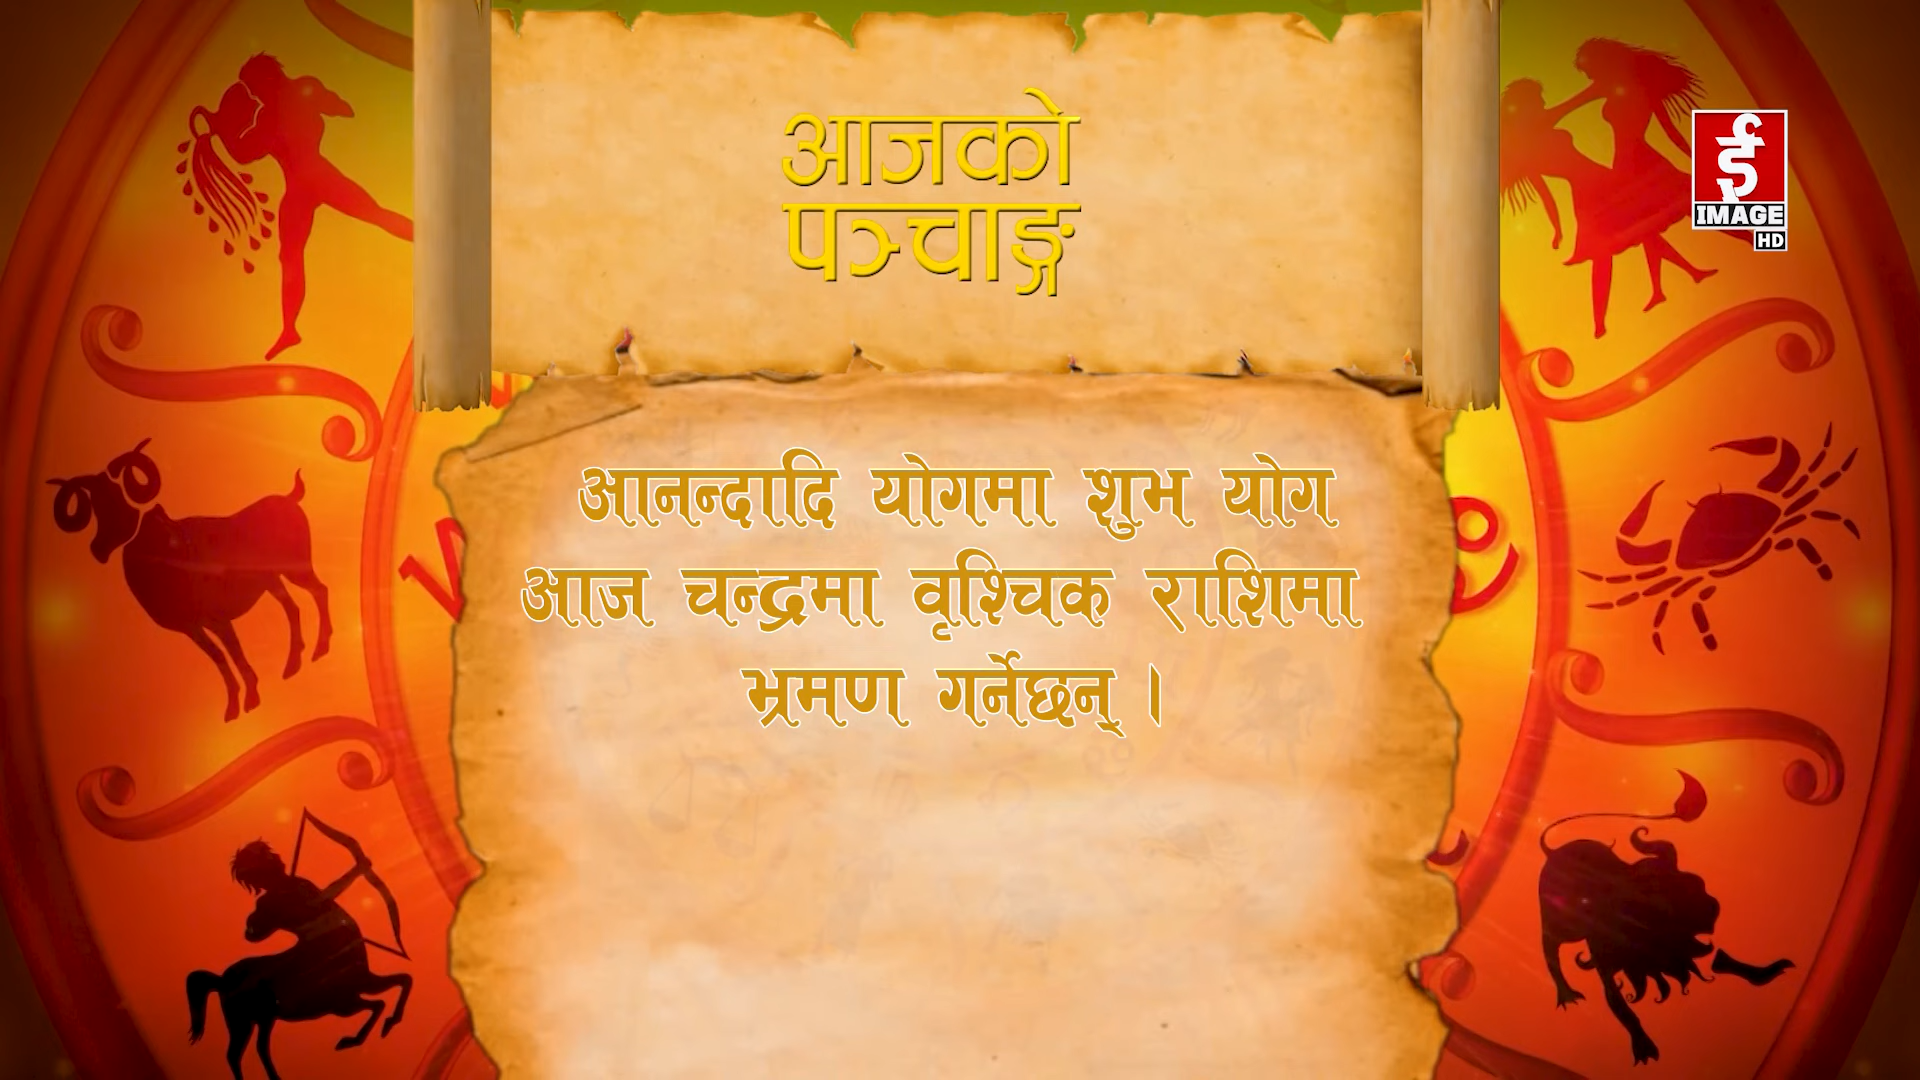 आजको
पञ्चाङ्ग
ई
IMAGE
HD
आनन्दादि योगमा शुभ योग
आज चन्द्रमा वृश्चिक राशिमा
भ्रमण गर्नेछन् ।